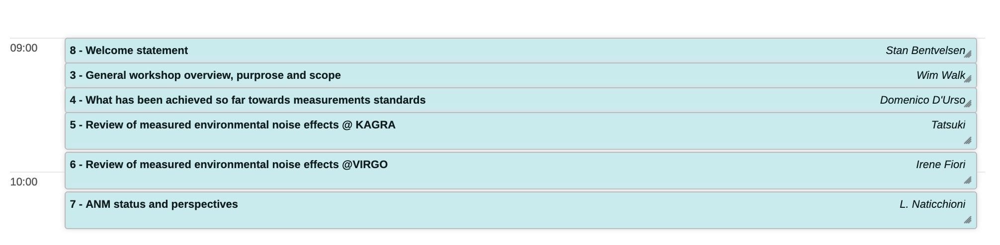 09:00
8 - Welcome statement Stan Bentvelsen
3 - General workshop overview, purprose and scope Wim Walk
4 - What has been achieved so far towards measurements standards Domenico D'Urso
5 - Review of measured environmental noise effects @ KAGRA Tatsuki
6 - Review of measured environmental noise effects @VIRGO Irene Fiori
10:00
7 - ANM status and perspectives L. Naticchioni